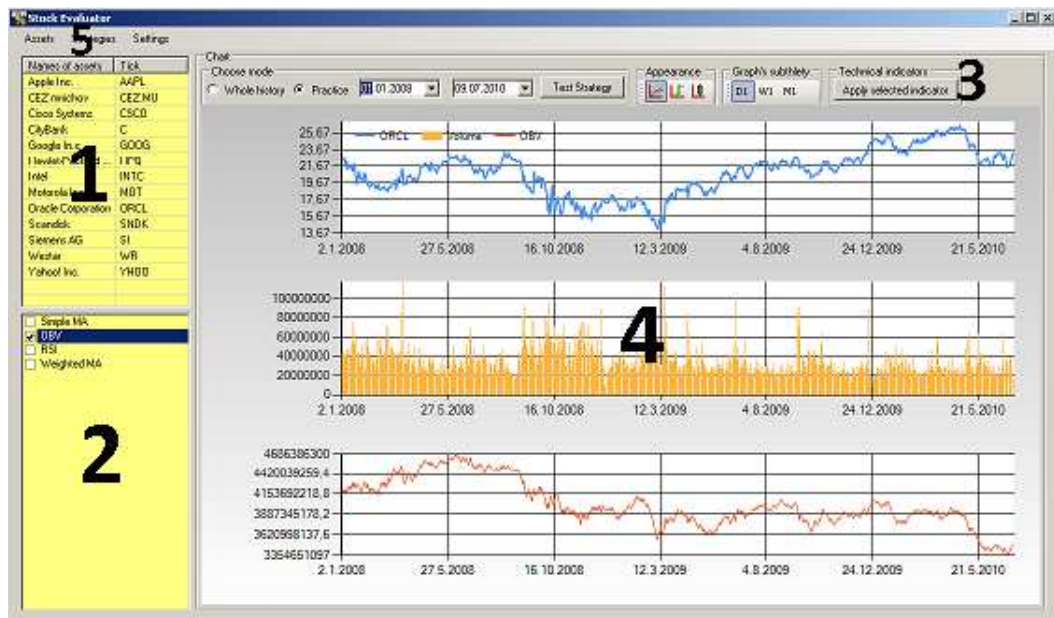 Stock Evaluator
Assets Strategies Settings
5
Names of assets Tick
Apple Inc. AAPL
CEZ mnichov CEZ.MU
Cisco Systems CSCO
CityBank C
Google Inc. GOOG
HPQ
Intel INTC
Motorola MOT
Oracle Corporation ORCL
Scandisk SNDK
Siemens AG SI
Westar WR
Yahoo! Inc. YHOO
1
Simple MA
OBV
RSI
Weighted MA
2
Chart
Choose mode
Whole history Practice 01.01.2008 09.07.2010 Test Strategy
Appearance
Graph's subthlety
D1 W1 M1
Technical indicators
Apply selected indicator
3
ORCL Volume OBV
25,67
23,67
21,67
19,67
17,67
15,67
13,67
2.1.2008 27.5.2008 16.10.2008 12.3.2009 4.8.2009 24.12.2009 21.5.2010
100000000
80000000
60000000
40000000
20000000
0
4
2.1.2008 27.5.2008 16.10.2008 12.3.2009 4.8.2009 24.12.2009 21.5.2010
4686386300
4420039259,4
4153692218,8
3887345178,2
3620998137,6
3354651097
2.1.2008 27.5.2008 16.10.2008 12.3.2009 4.8.2009 24.12.2009 21.5.2010